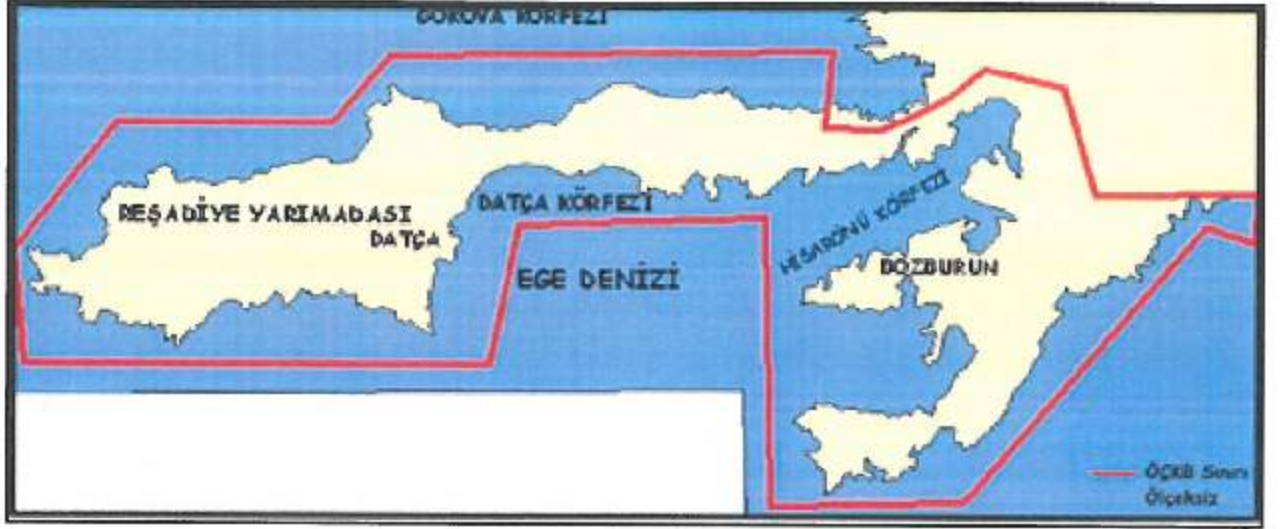 GÖKOVA KÖRFEZİ
REŞADİYE YARIMADASI
DATÇA
DATÇA KÖRFEZİ
HİSARÖNÜ KÖRFEZİ
EGE DENİZİ
BOZBURUN
ÖÇKB Sınırı
Ölçeksiz